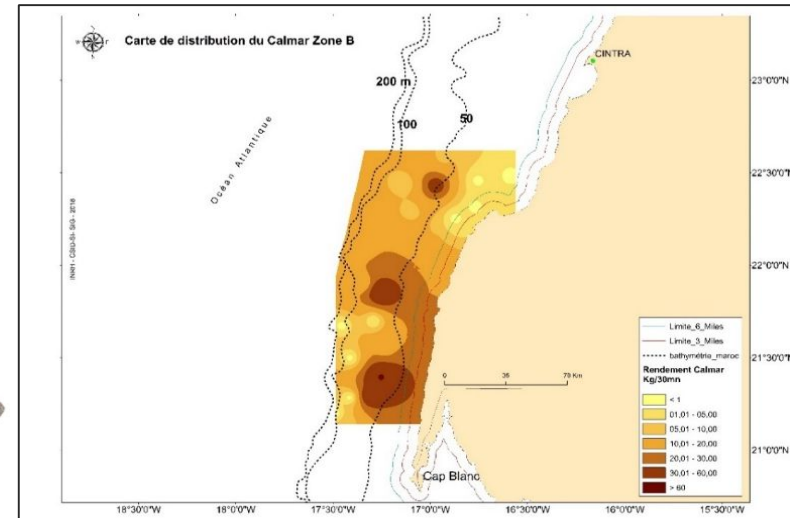 Carte de distribution du Calmar Zone B
CINTRA
23°0'0"N
200 m
100
50
Océan Atlantique
22°30'0"N
22°0'0"N
21°30'0"N
21°0'0"N
Limite_6_Miles
Limite_3_Miles
bathymétrie_maroc
Rendement Calmar
Kg/30mn
< 1
01,01 - 05,00
05,01 - 10,00
10,01 - 20,00
20,01 - 30,00
30,01 - 60,00
> 60
0 35 70 Km
Cap Blanc
18°30'0"O 18°0'0"O 17°30'0"O 17°0'0"O 16°30'0"O 16°0'0"O 15°30'0"O